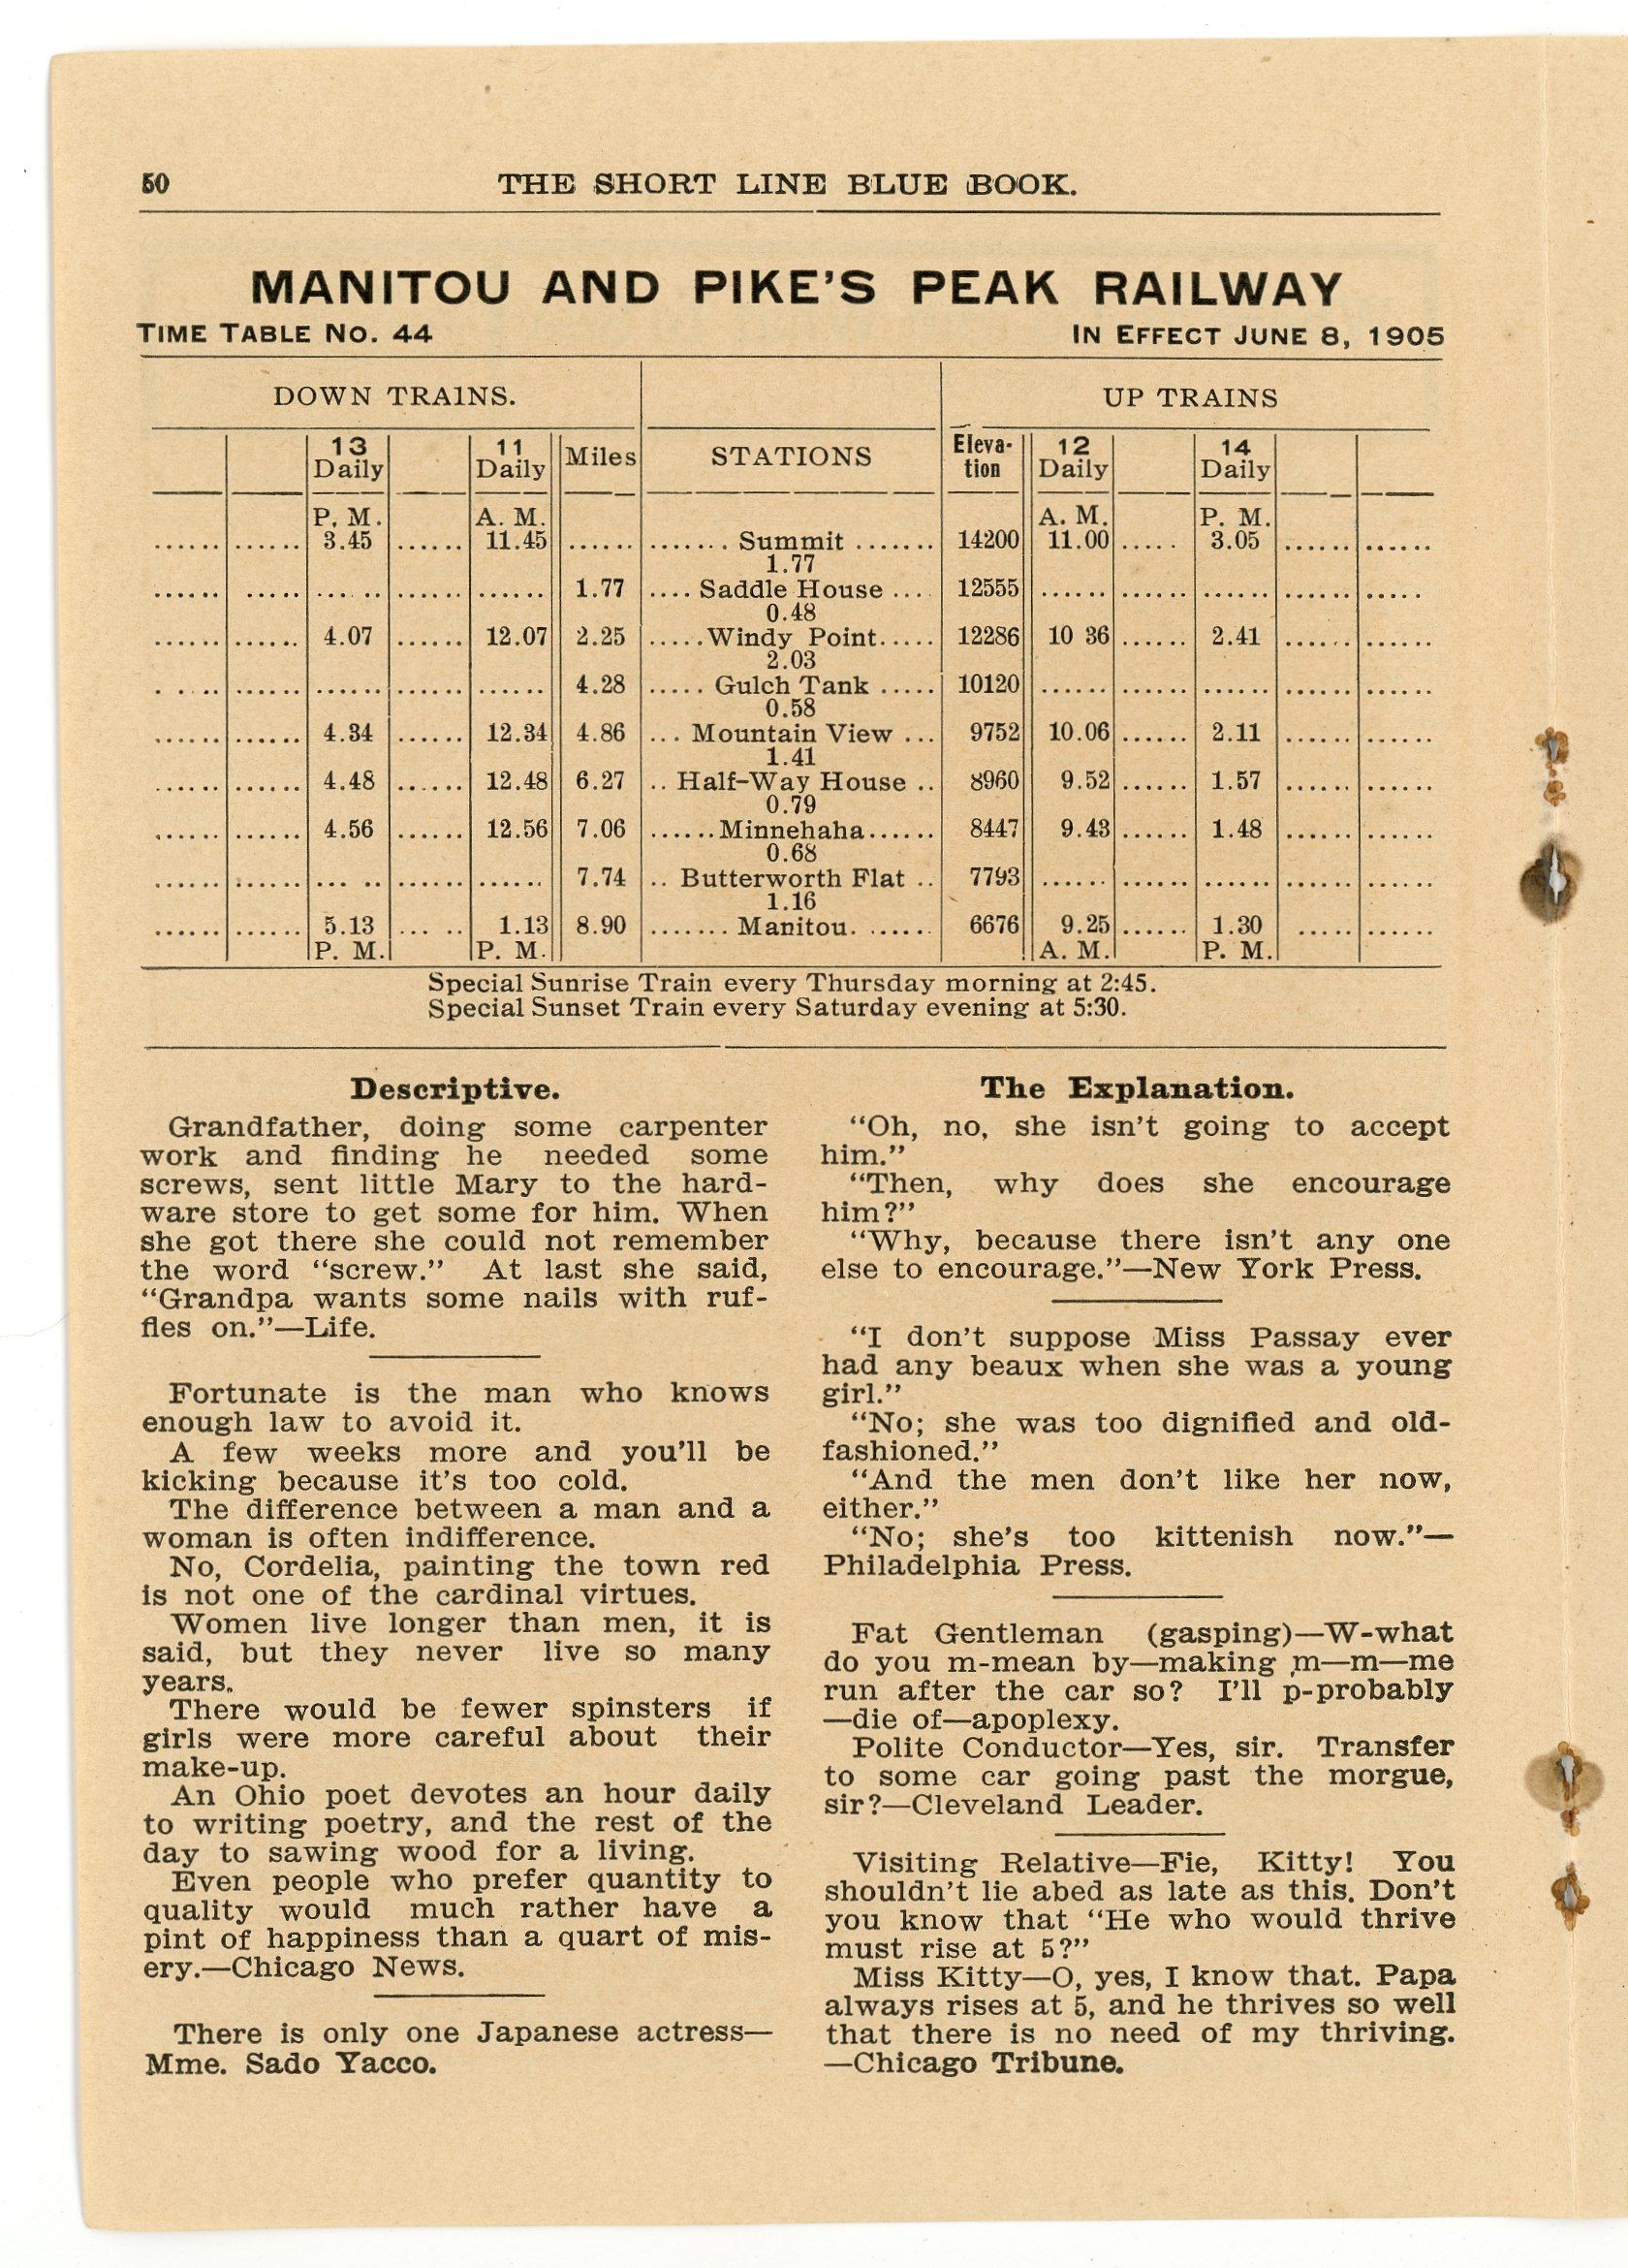 50 THE SHORT LINE BLUE BOOK.
MANITOU AND PIKE'S PEAK RAILWAY
TIME TABLE NO. 44 IN EFFECT JUNE 8, 1905
DOWN TRA1NS. UP TRAINS
13 Daily 11 Daily Miles STATIONS Eleva-tion 12 Daily 14 Daily
P. M. A. M. A. M. P. M.
...... ...... 3.45 ...... 11.45 ...... ....... Summit ....... 14200 11.00 ..... 3.05 ...... ......
1.77
...... ..... ... .. ...... ...... 1.77 .... Saddle House .... 12555 ...... ...... ...... ...... .....
0.48
...... ...... 4.07 ...... 12.07 2.25 .....Windy Point..... 12286 10 36 ...... 2.41 ...... ......
2.03
. . .. ...... ...... ...... ...... 4.28 ..... Gulch Tank ..... 10120 ...... ...... ...... ...... ......
0.58
...... ...... 4.34 ...... 12.34 4.86 ... Mountain View ... 9752 10.06 ...... 2.11 ...... ......
1.41
...... ...... 4.48 ...... 12.48 6.27 .. Half-Way House .. 8960 9.52 ...... 1.57 ...... ......
0.79
...... ...... 4.56 ...... 12.56 7.06 ......Minnehaha...... 8447 9.43 ...... 1.48 ...... ......
0.68
...... ...... ... .. ...... ...... 7.74 .. Butterworth Flat .. 7793 ...... ...... ...... ...... ......
1.16
...... ...... 5.13 ... .. 1.13 8.90 ....... Manitou. ...... 6676 9.25 ...... 1.30 ..... ......
P. M. P. M. A. M. P. M.
Special Sunrise Train every Thursday morning at 2:45.
Special Sunset Train every Saturday evening at 5:30.
Descriptive.
Grandfather, doing some carpenter
work and finding he needed some
screws, sent little Mary to the hard-
ware store to get some for him. When
she got there she could not remember
the word "screw." At last she said,
"Grandpa wants some nails with ruf-
fles on."—Life.
Fortunate is the man who knows
enough law to avoid it.
A few weeks more and you'll be
kicking because it's too cold.
The difference between a man and a
woman is often indifference.
No, Cordelia, painting the town red
is not one of the cardinal virtues.
Women live longer than men, it is
said, but they never live so many
years.
There would be fewer spinsters if
girls were more careful about their
make-up.
An Ohio poet devotes an hour daily
to writing poetry, and the rest of the
day to sawing wood for a living.
Even people who prefer quantity to
quality would much rather have a
pint of happiness than a quart of mis-
ery.—Chicago News.
There is only one Japanese actress—
Mme. Sado Yacco.
The Explanation.
"Oh, no, she isn't going to accept
him."
"Then, why does she encourage
him?"
"Why, because there isn't any one
else to encourage."—New York Press.
"I don't suppose Miss Passay ever
had any beaux when she was a young
girl."
"No; she was too dignified and old-
fashioned."
"And the men don't like her now,
either."
"No; she's too kittenish now."—
Philadelphia Press.
Fat Gentleman (gasping)—W-what
do you m-mean by—making m—m—me
run after the car so? I'll p-probably
—die of—apoplexy.
Polite Conductor—Yes, sir. Transfer
to some car going past the morgue,
sir?—Cleveland Leader.
Visiting Relative—Fie, Kitty! You
shouldn't lie abed as late as this. Don't
you know that "He who would thrive
must rise at 5?"
Miss Kitty—O, yes, I know that. Papa
always rises at 5, and he thrives so well
that there is no need of my thriving.
—Chicago Tribune.